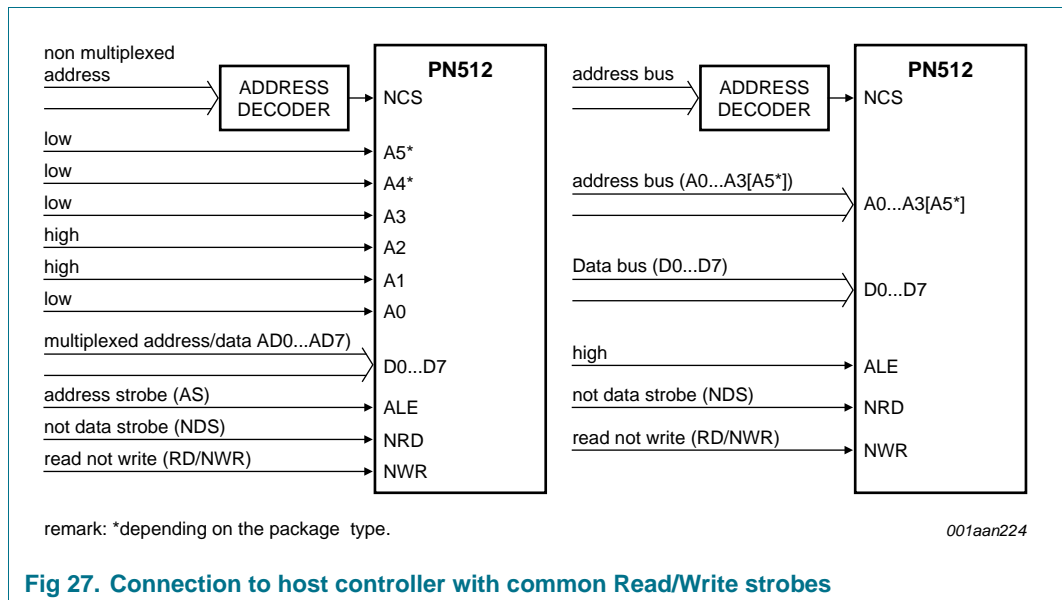 non multiplexed
address
ADDRESS
DECODER
PN512
NCS
low
A5*
low
A4*
low
A3
high
A2
high
A1
low
A0
multiplexed address/data AD0...AD7)
D0...D7
address strobe (AS)
ALE
not data strobe (NDS)
NRD
read not write (RD/NWR)
NWR
address bus
ADDRESS
DECODER
PN512
NCS
address bus (A0...A3[A5*])
A0...A3[A5*]
Data bus (D0...D7)
D0...D7
high
ALE
not data strobe (NDS)
NRD
read not write (RD/NWR)
NWR
remark: *depending on the package type.
001aan224
Fig 27. Connection to host controller with common Read/Write strobes